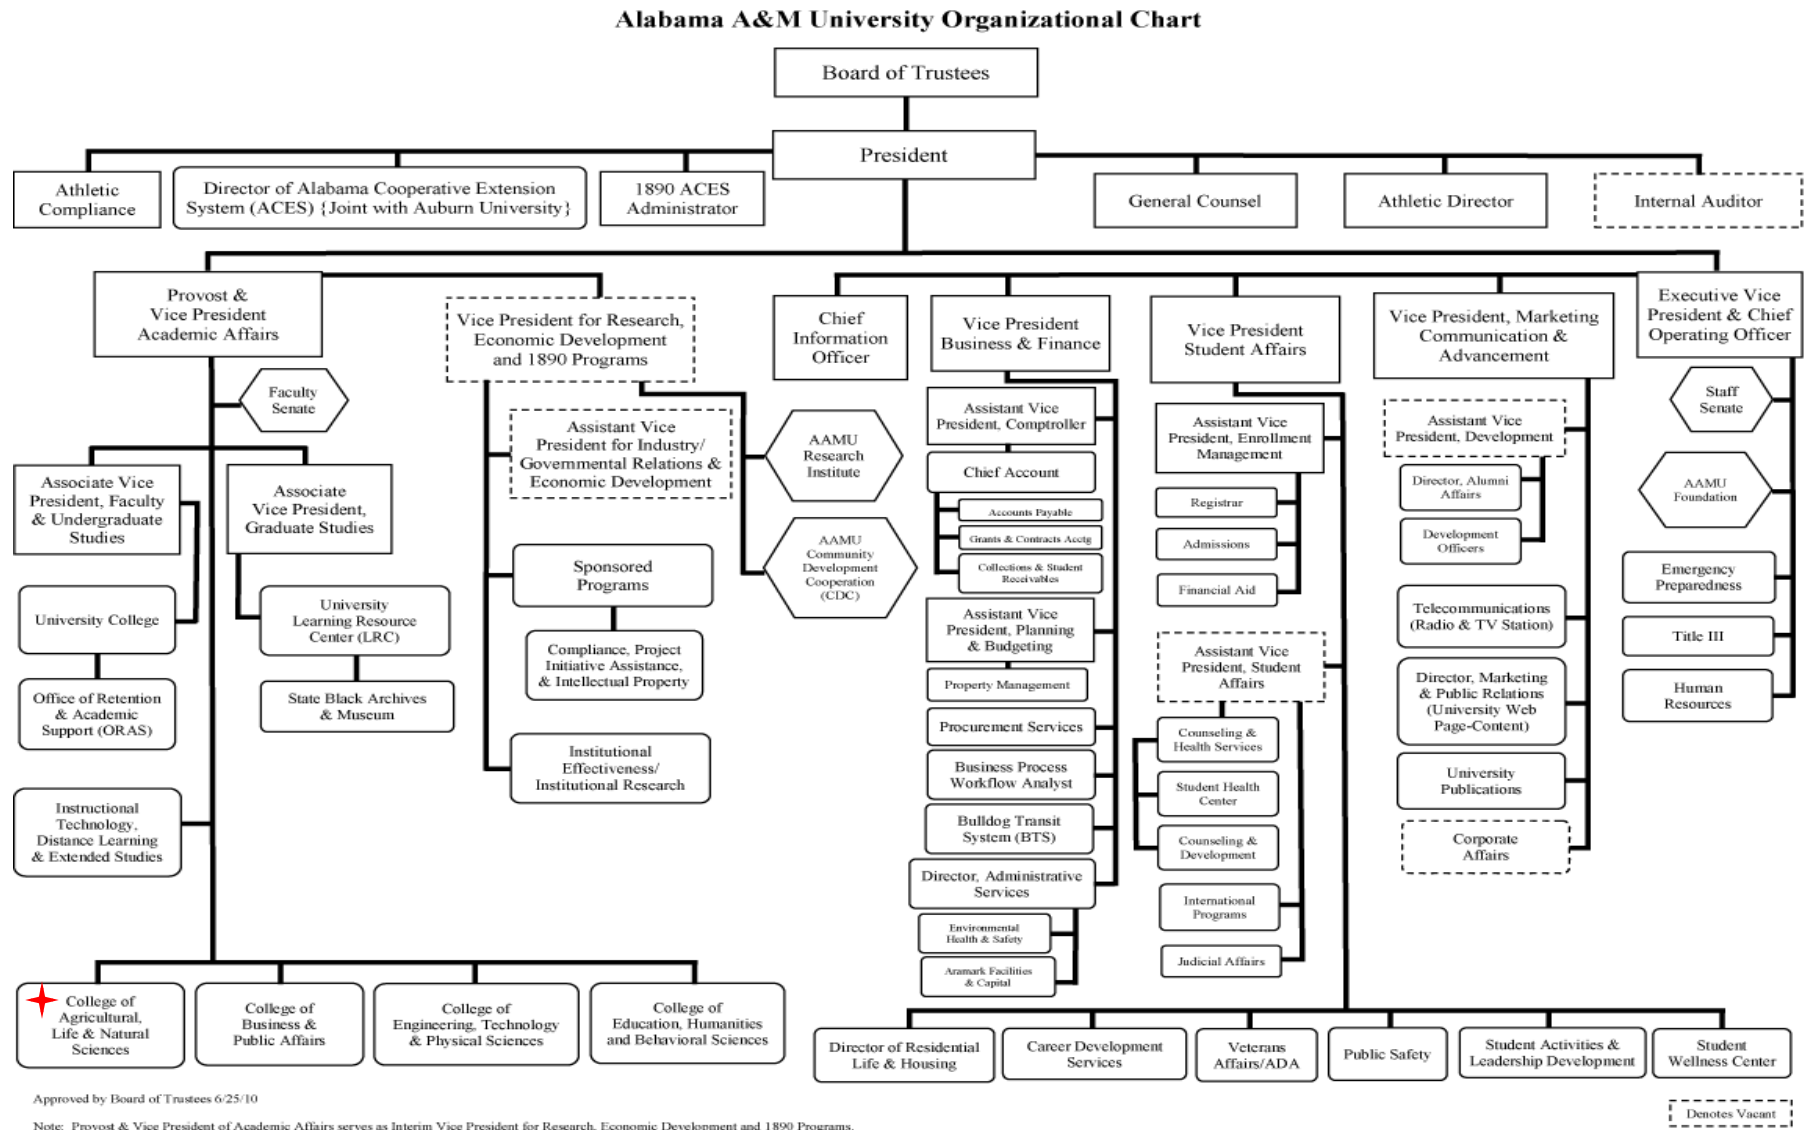 Alabama A&M University Organizational Chart
Board of Trustees
President
Athletic
Compliance
Director of Alabama Cooperative Extension
System (ACES) {Joint with Auburn University}
1890 ACES
Administrator
General Counsel
Athletic Director
Internal Auditor
Provost &
Vice President
Academic Affairs
Vice President for Research,
Economic Development
and 1890 Programs
Chief
Information
Officer
Vice President
Business & Finance
Vice President
Student Affairs
Vice President, Marketing
Communication &
Advancement
Executive Vice
President & Chief
Operating Officer
Faculty
Senate
Associate Vice
President, Faculty
& Undergraduate
Studies
Associate
Vice President,
Graduate Studies
University College
Office of Retention
& Academic
Support (ORAS)
University
Learning Resource
Center (LRC)
State Black Archives
& Museum
Instructional
Technology,
Distance Learning
& Extended Studies
College of
Agricultural,
Life & Natural
Sciences
College of
Business &
Public Affairs
College of
Engineering, Technology
& Physical Sciences
College of
Education, Humanities
and Behavioral Sciences
Assistant Vice
President for Industry/
Governmental Relations &
Economic Development
Sponsored
Programs
Compliance, Project
Initiative Assistance,
& Intellectual Property
Institutional
Effectiveness/
Institutional Research
AAMU
Research
Institute
AAMU
Community
Development
Cooperation
(CDC)
Assistant Vice
President, Comptroller
Chief Account
Accounts Payable
Grants & Contracts Acctg
Collections & Student
Receivables
Assistant Vice
President, Planning
& Budgeting
Property Management
Procurement Services
Business Process
Workflow Analyst
Bulldog Transit
System (BTS)
Director, Administrative
Services
Environmental
Health & Safety
Aramark Facilities
& Capital
Assistant Vice
President, Enrollment
Management
Registrar
Admissions
Financial Aid
Assistant Vice
President, Student
Affairs
Counseling &
Health Services
Student Health
Center
Counseling &
Development
International
Programs
Judicial Affairs
Director of Residential
Life & Housing
Career Development
Services
Veterans
Affairs/ADA
Public Safety
Student Activities &
Leadership Development
Student
Wellness Center
Assistant Vice
President, Development
Director, Alumni
Affairs
Development
Officers
Telecommunications
(Radio & TV Station)
Director, Marketing
& Public Relations
(University Web
Page-Content)
University
Publications
Corporate
Affairs
Staff
Senate
AAMU
Foundation
Emergency
Preparedness
Title III
Human
Resources
Approved by Board of Trustees 6/25/10
Denotes Vacant
Note: Provost & Vice President of Academic Affairs serves as Interim Vice President for Research, Economic Development and 1890 Programs.